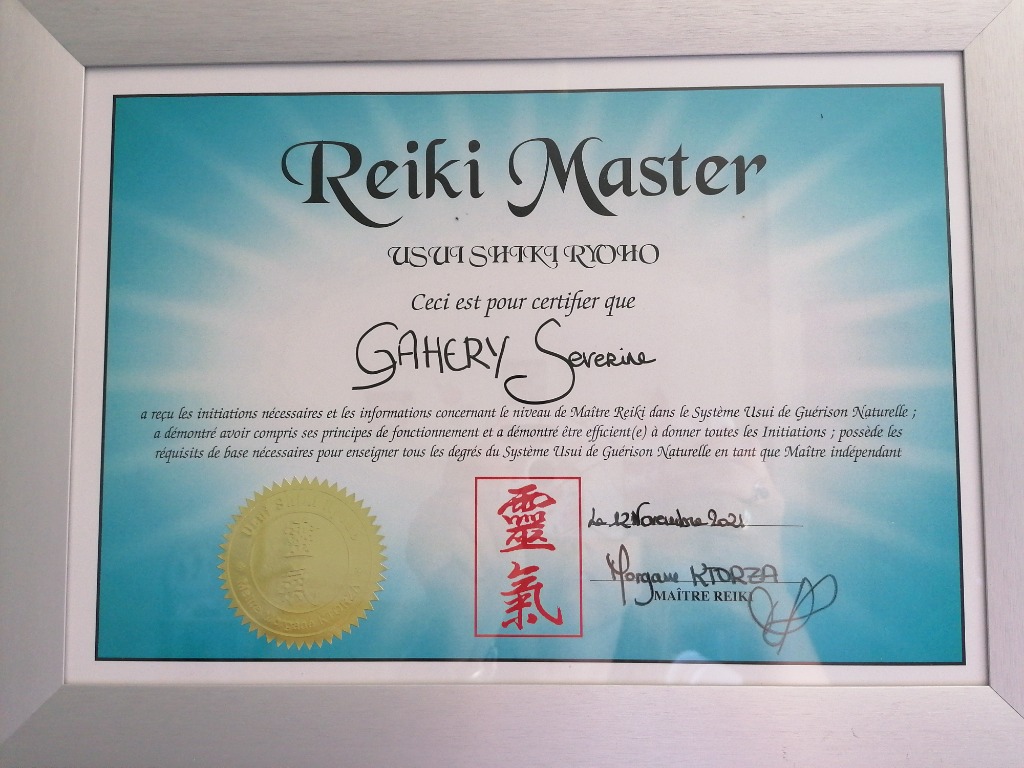 Reiki Master
USUI SHIKI RYOHO
Ceci est pour certifier que
GAHERY Severine
a reçu les initiations nécessaires et les informations concernant le niveau de Maître Reiki dans le Système Usui de Guérison Naturelle ;
a démontré avoir compris ses principes de fonctionnement et a démontré être efficient(e) à donner toutes les Initiations ; possède les
réquisits de base nécessaires pour enseigner tous les degrés du Système Usui de Guérison Naturelle en tant que Maître indépendant
靈
氣
Le 12 Novembre 2021
Morgane KTORZA
MAÎTRE REIKI